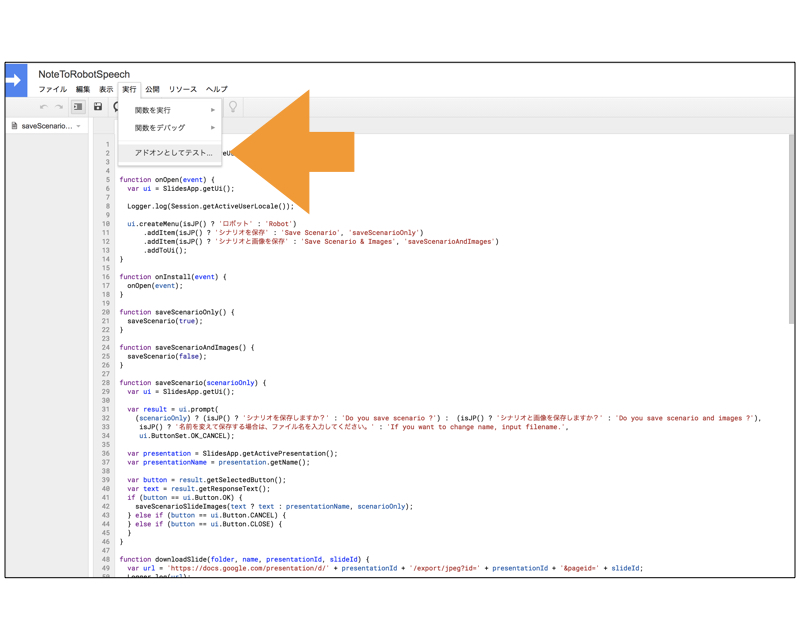 NoteToRobotSpeech
ファイル 編集 表示 実行 公開 リソース ヘルプ
関数を実行
関数をデバッグ
アドオンとしてテスト...
saveScenario...
1
2
3
4
5 function onOpen(event) {
6 var ui = SlidesApp.getUi();
7
8 Logger.log(Session.getActiveUserLocale());
9
10 ui.createMenu(isJP() ? 'ロボット' : 'Robot')
11 .addItem(isJP() ? 'シナリオを保存' : 'Save Scenario', 'saveScenarioOnly')
12 .addItem(isJP() ? 'シナリオと画像を保存' : 'Save Scenario & Images', 'saveScenarioAndImages')
13 .addToUi();
14 }
15
16 function onInstall(event) {
17 onOpen(event);
18 }
19
20 function saveScenarioOnly() {
21 saveScenario(true);
22 }
23
24 function saveScenarioAndImages() {
25 saveScenario(false);
26 }
27
28 function saveScenario(scenarioOnly) {
29 var ui = SlidesApp.getUi();
30
31 var result = ui.prompt(
32 (scenarioOnly) ? (isJP() ? 'シナリオを保存しますか？' : 'Do you save scenario ?') : (isJP() ? 'シナリオと画像を保存しますか？' : 'Do you save scenario and images ?'),
33 isJP() ? '名前を変えて保存する場合は、ファイル名を入力してください。' : 'If you want to change name, input filename.',
34 ui.ButtonSet.OK_CANCEL);
35
36 var presentation = SlidesApp.getActivePresentation();
37 var presentationName = presentation.getName();
38
39 var button = result.getSelectedButton();
40 var text = result.getResponseText();
41 if (button == ui.Button.OK) {
42 saveScenarioSlideImages(text ? text : presentationName, scenarioOnly);
43 } else if (button == ui.Button.CANCEL) {
44 } else if (button == ui.Button.CLOSE) {
45 }
46 }
47
48 function downloadSlide(folder, name, presentationId, slideId) {
49 var url = 'https://docs.google.com/presentation/d/' + presentationId + '/export/jpeg?id=' + presentationId + '&pageid=' + slideId;
50 Logger.log(url);